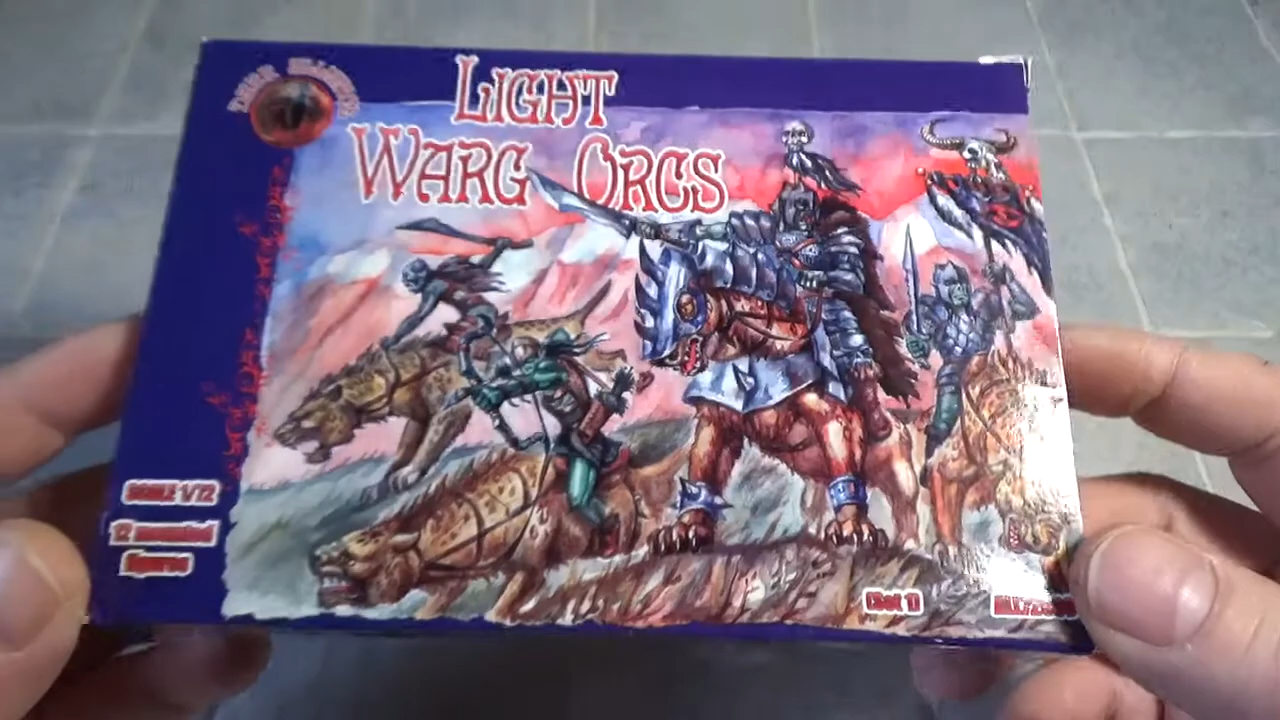 LIGHT
WARG ORCS
SCALE 1/72
12 mounted
figures
(Set 1)